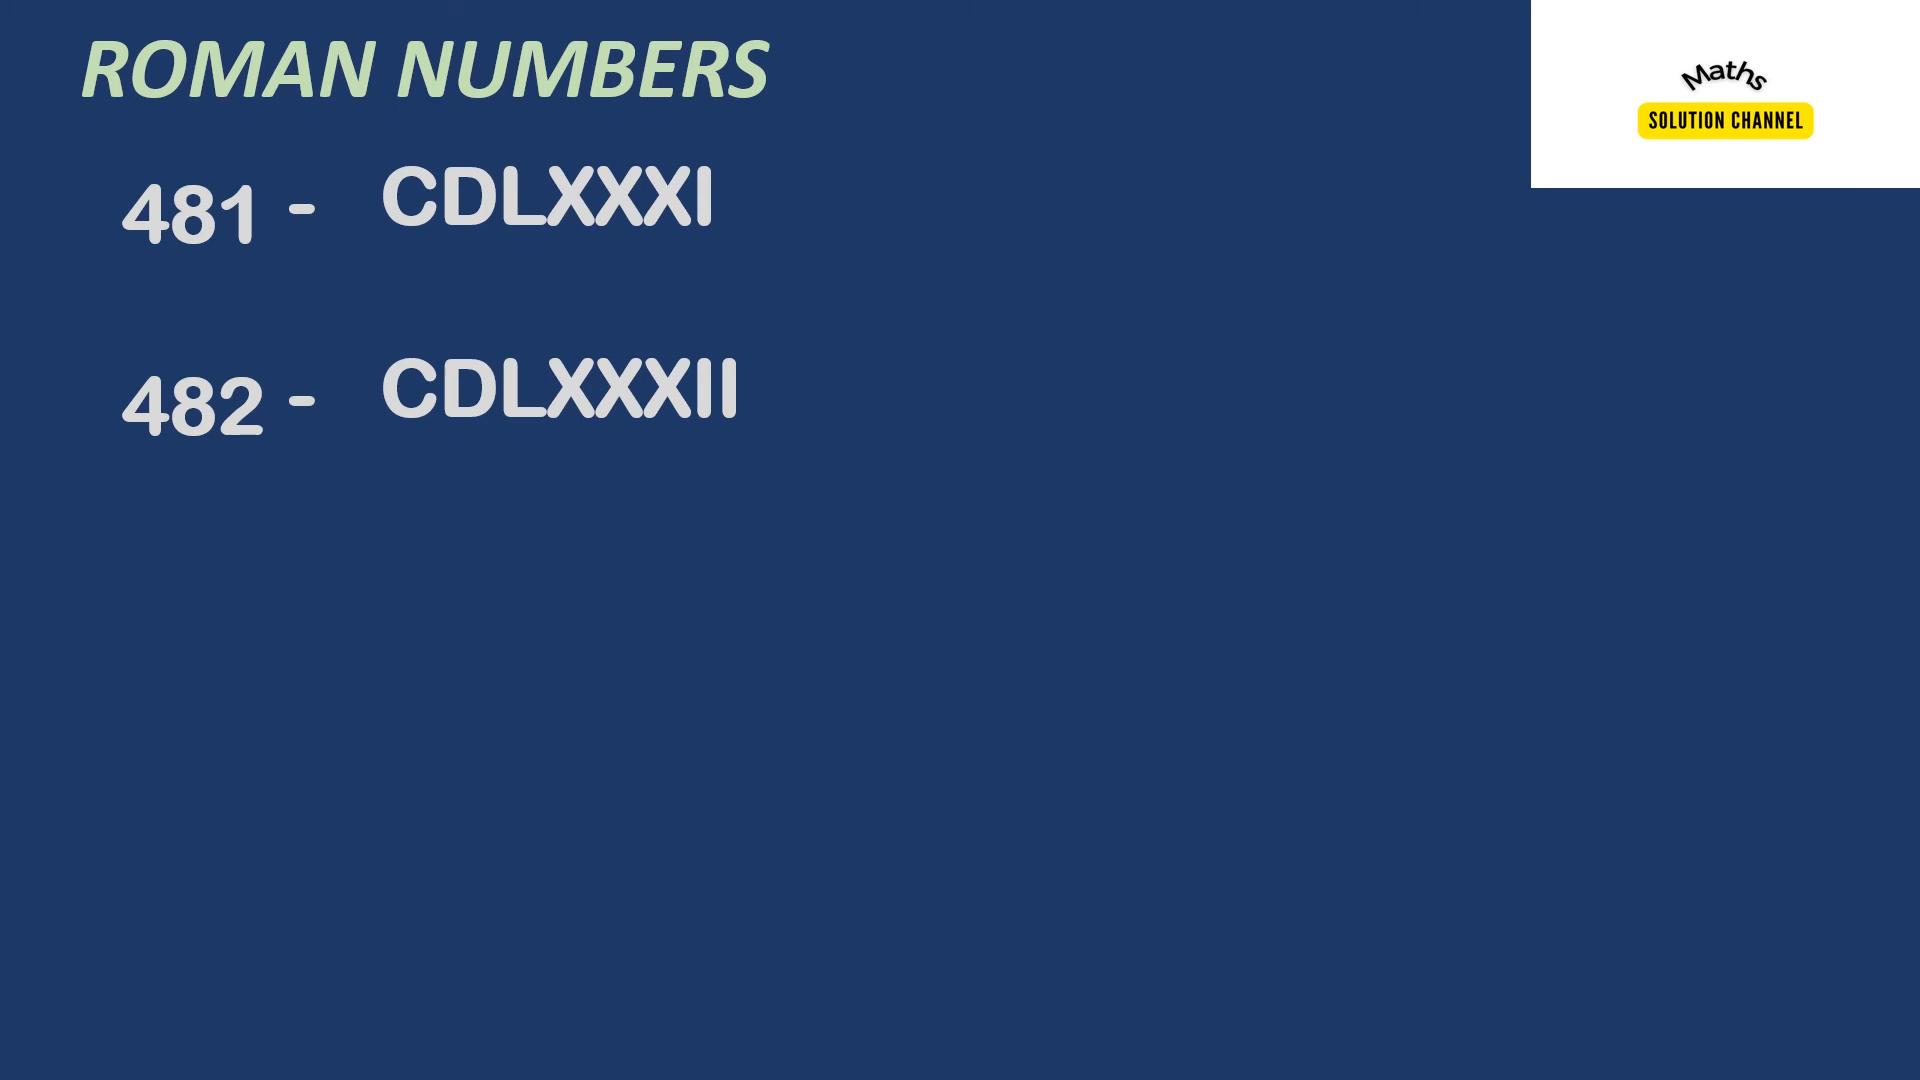 ROMAN NUMBERS
Maths
SOLUTION CHANNEL
481 - CDLXXXI
482 - CDLXXXII